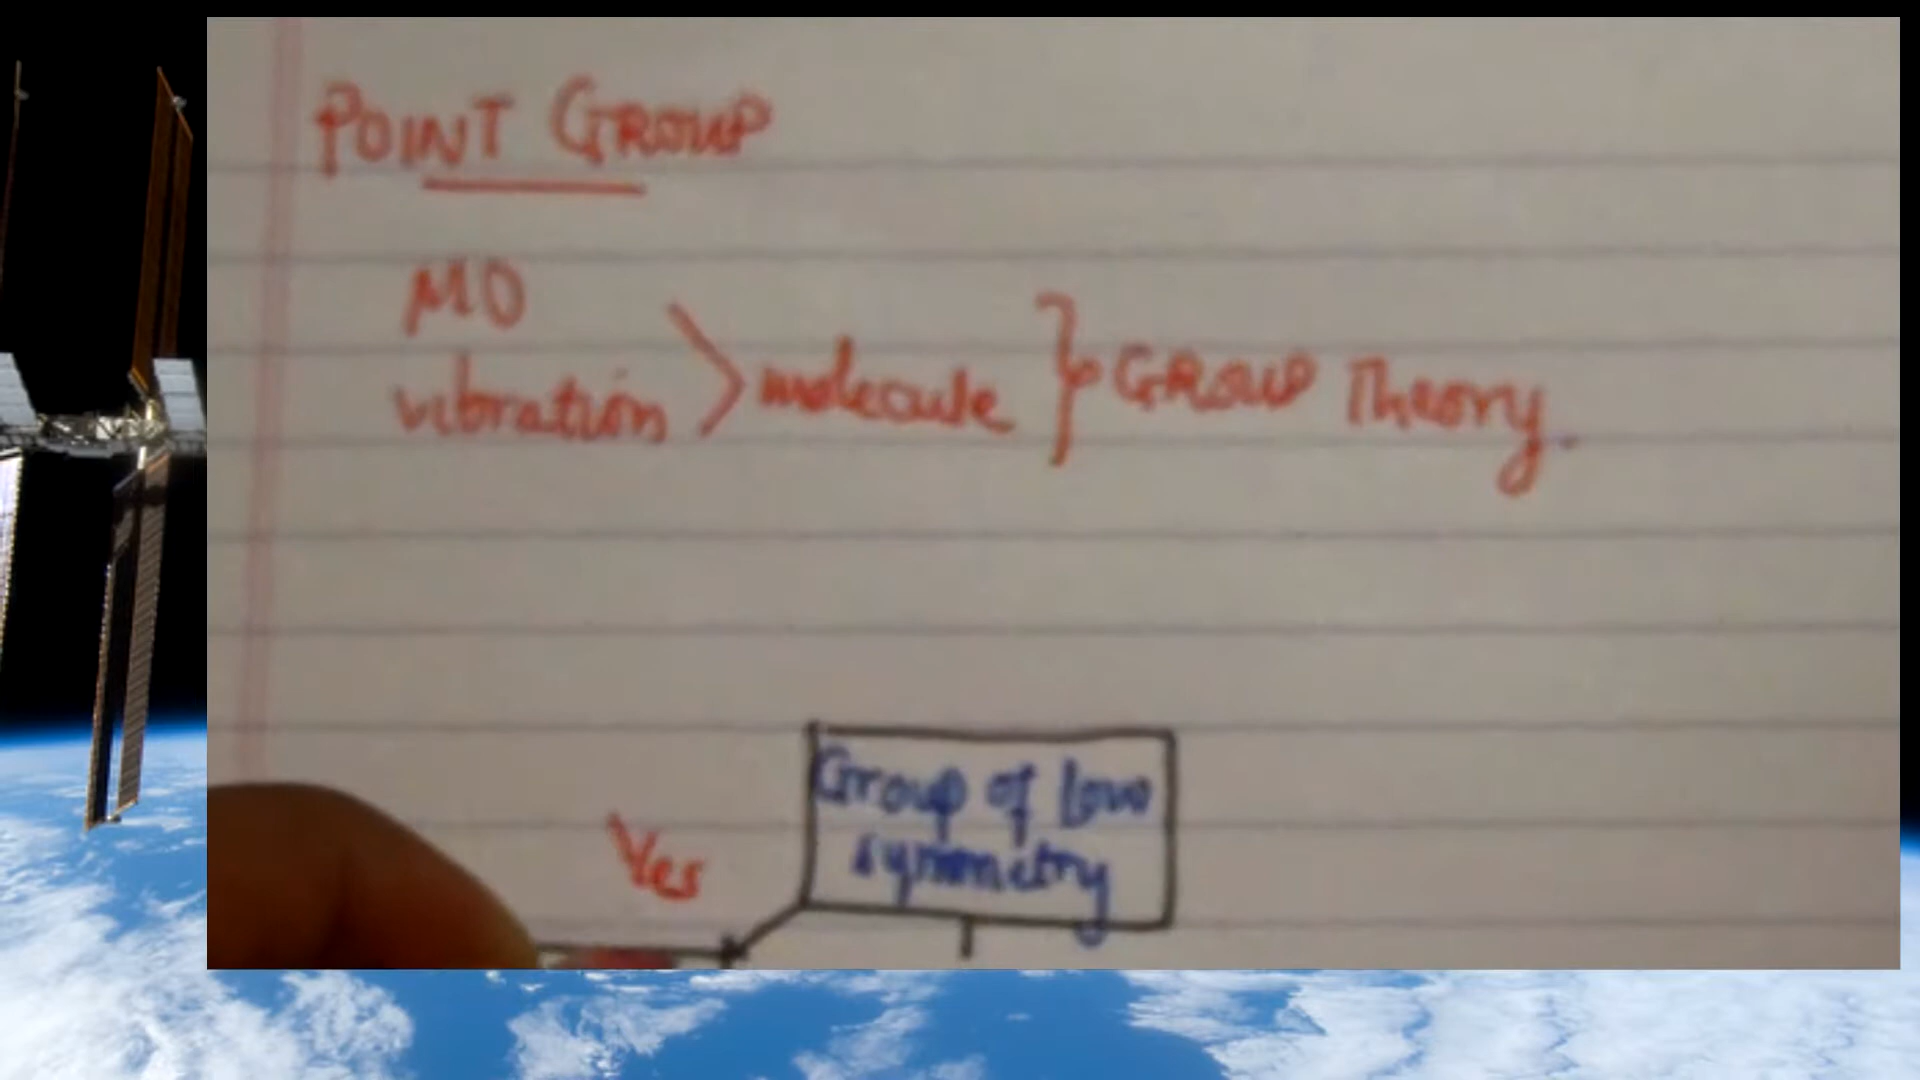 POINT GROUP
MO
vibration > molecule } GROUP Theory.
Yes
Group of low
symmetry